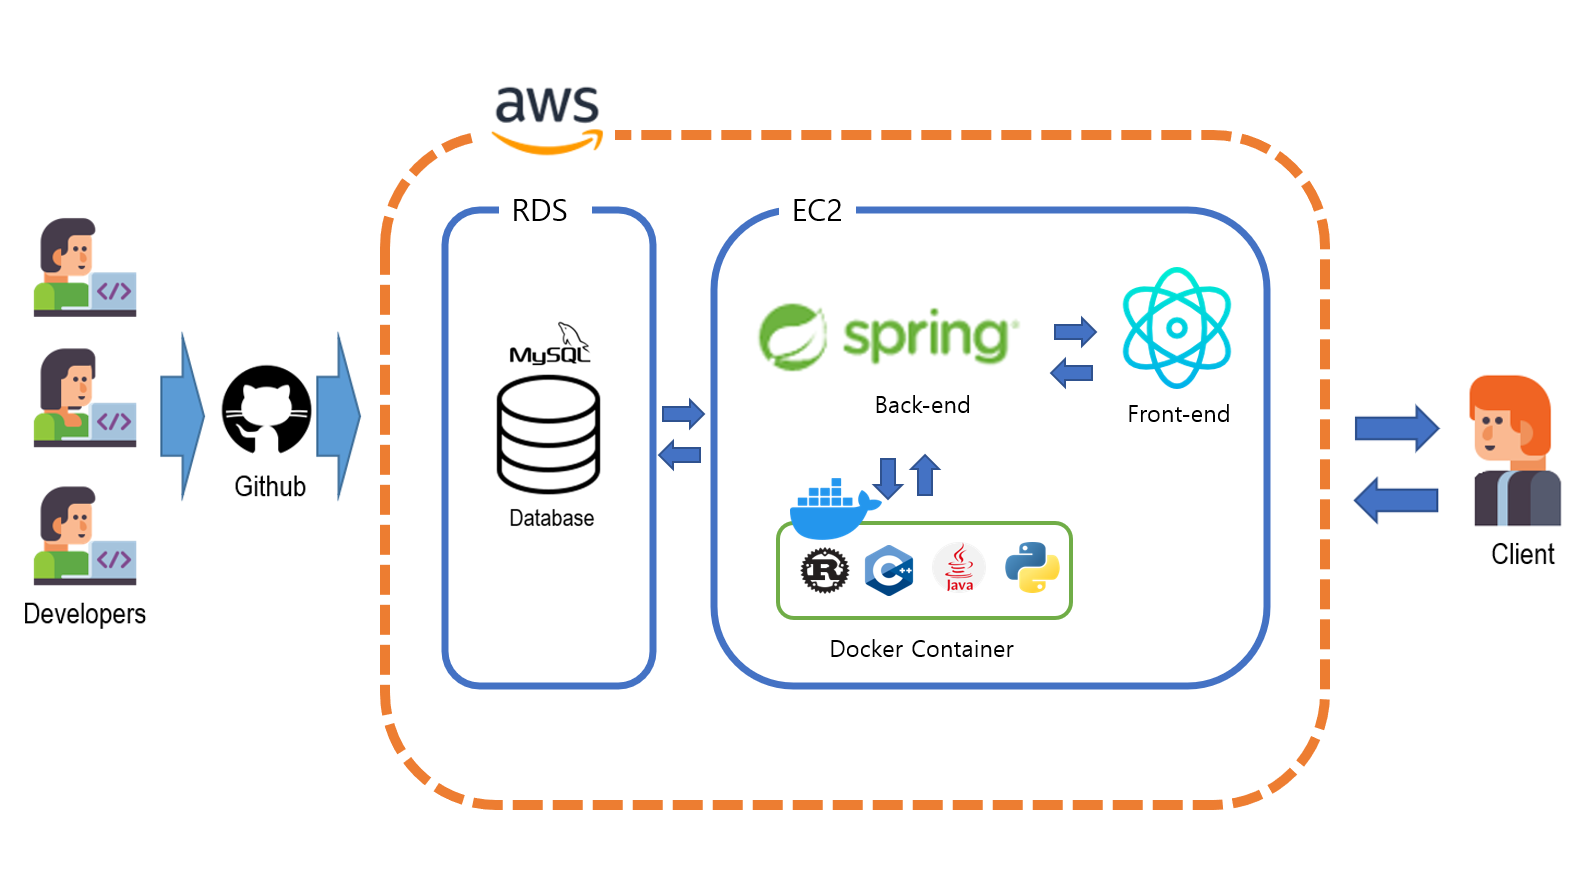 aws
RDS
EC2
</>
MySQL
spring
</>
Back-end
Front-end
Github
Database
</>
R
C++
Java
Developers
Docker Container
Client